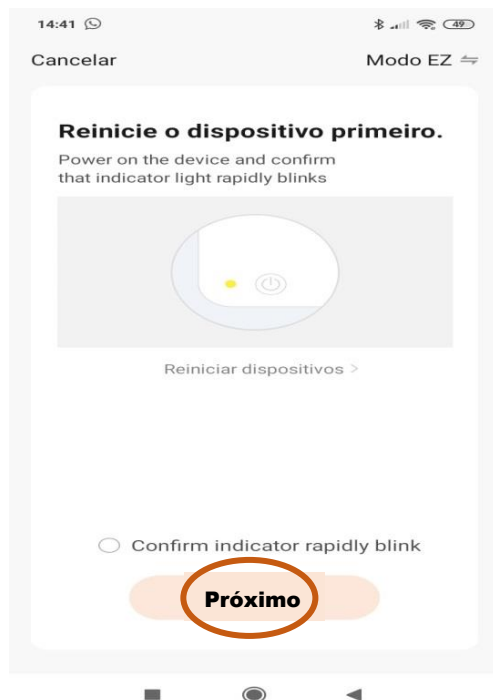 14:41
49
Cancelar
Modo EZ
Reinicie o dispositivo primeiro.
Power on the device and confirm
that indicator light rapidly blinks
Reiniciar dispositivos >
Confirm indicator rapidly blink
Próximo